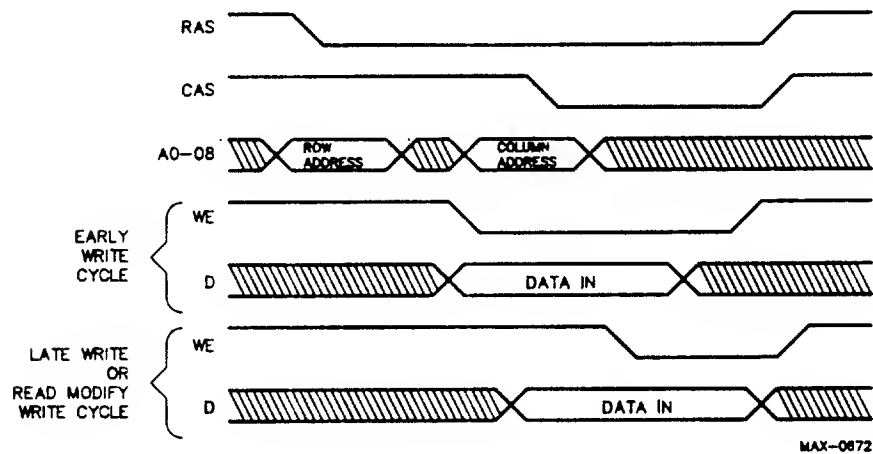 RAS
CAS
A0-08
ROW
ADDRESS
COLUMN
ADDRESS
EARLY
WRITE
CYCLE
WE
D
DATA IN
LATE WRITE
OR
READ MODIFY
WRITE CYCLE
WE
D
DATA IN
MAX-0672